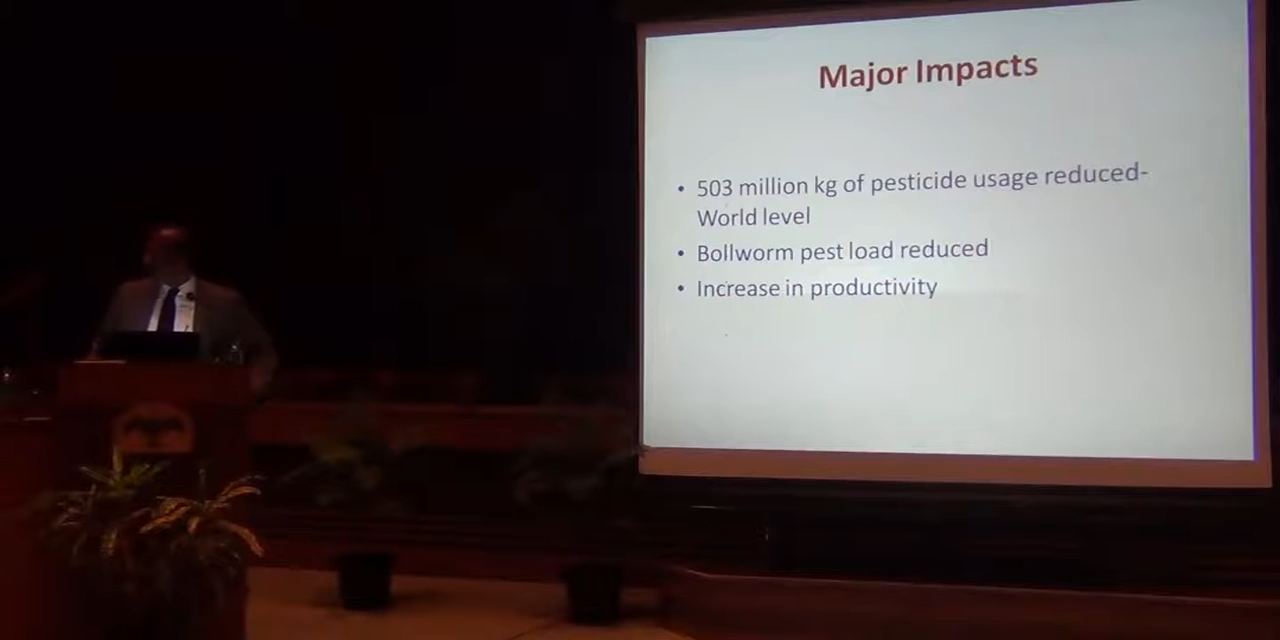 Major Impacts
• 503 million kg of pesticide usage reduced-
World level
• Bollworm pest load reduced
• Increase in productivity